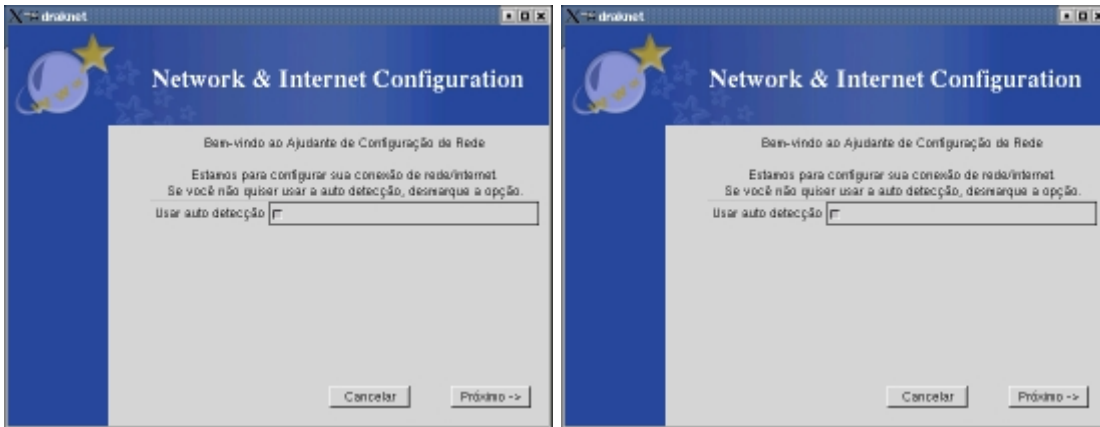 draknet
Network & Internet Configuration
Bem-vindo ao Ajudante de Configuração de Rede
Estamos para configurar sua conexão de rede/internet
Se você não quiser usar a auto detecção, desmarque a opção.
Usar auto detecção
Cancelar
Próximo ->
draknet
Network & Internet Configuration
Bem-vindo ao Ajudante de Configuração de Rede
Estamos para configurar sua conexão de rede/internet
Se você não quiser usar a auto detecção, desmarque a opção.
Usar auto detecção
Cancelar
Próximo ->